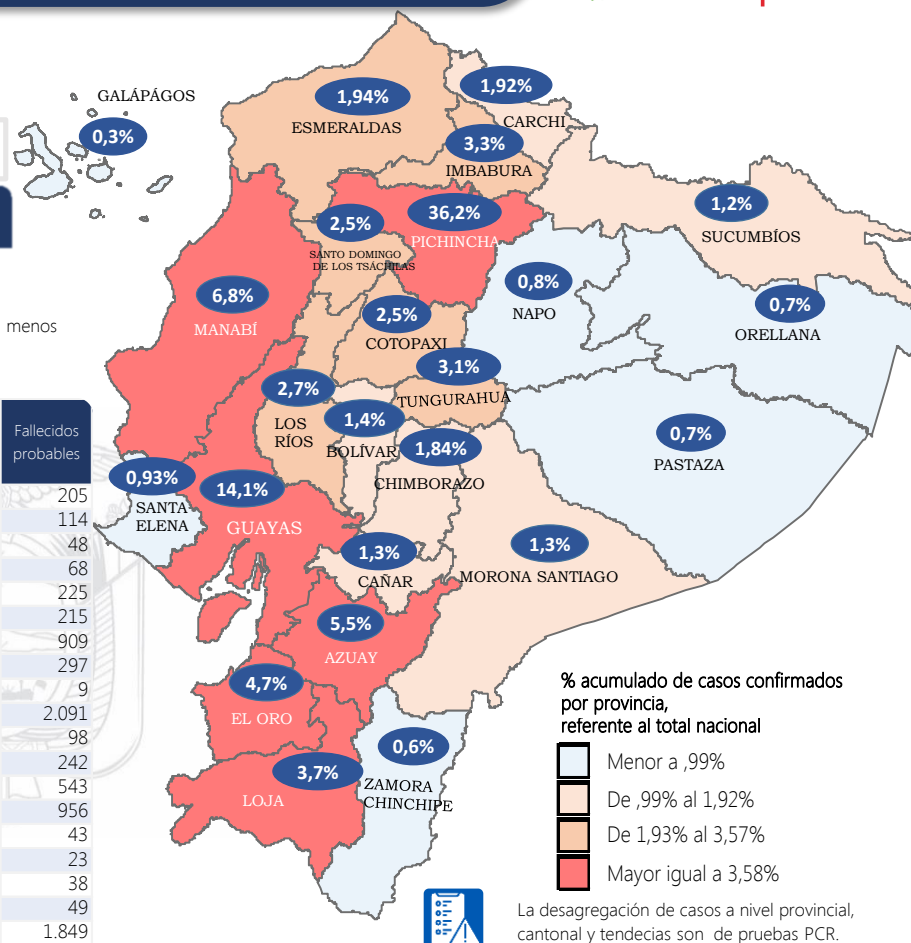 GALÁPÁGOS
0,3%
1,94%
ESMERALDAS
1,92%
CARCHI
3,3%
IMBABURA
1,2%
SUCUMBÍOS
2,5%
SANTO DOMINGO
DE LOS TSÁCHILAS
36,2%
PICHINCHA
0,8%
NAPO
0,7%
ORELLANA
6,8%
MANABÍ
2,5%
COTOPAXI
3,1%
TUNGURAHUA
2,7%
LOS
RÍOS
1,4%
BOLÍVAR
1,84%
CHIMBORAZO
0,7%
PASTAZA
0,93%
SANTA
ELENA
14,1%
GUAYAS
1,3%
CAÑAR
1,3%
MORONA SANTIAGO
5,5%
AZUAY
4,7%
EL ORO
3,7%
LOJA
0,6%
ZAMORA
CHINCHIPE
menos
Fallecidos
probables
205
114
48
68
225
215
909
297
9
2.091
98
242
543
956
43
23
38
49
1.849
% acumulado de casos confirmados
por provincia,
referente al total nacional
Menor a ,99%
De ,99% al 1,92%
De 1,93% al 3,57%
Mayor igual a 3,58%
La desagregación de casos a nivel provincial,
cantonal y tendecias son de pruebas PCR.